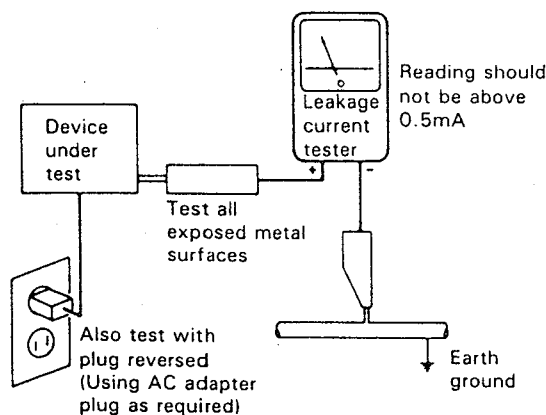 Device
under
test
Leakage
current
tester
+
-
Reading should
not be above
0.5mA
Test all
exposed metal
surfaces
Also test with
plug reversed
(Using AC adapter
plug as required)
Earth
ground